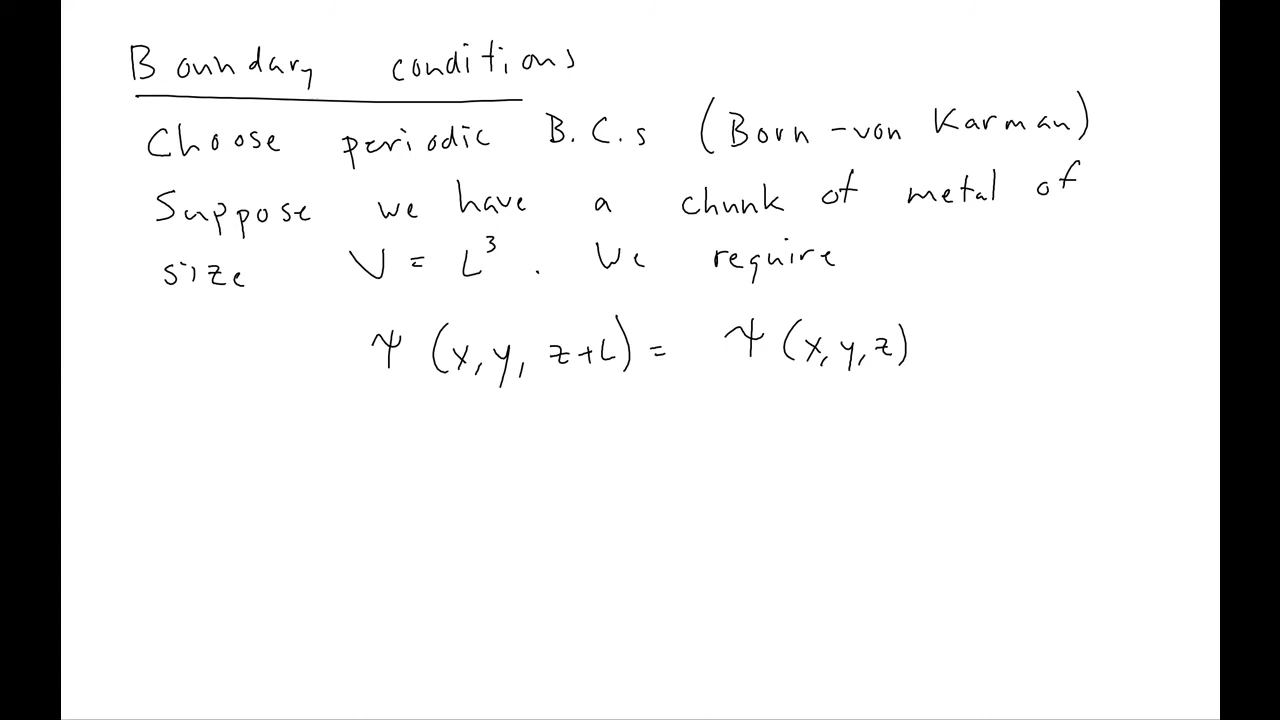 Boundary conditions
Choose periodic B.C.s (Born-von Karman)
Suppose we have a chunk of metal of
size V = L³. We require
Ψ (x, y, z+L) = Ψ (x, y, z)